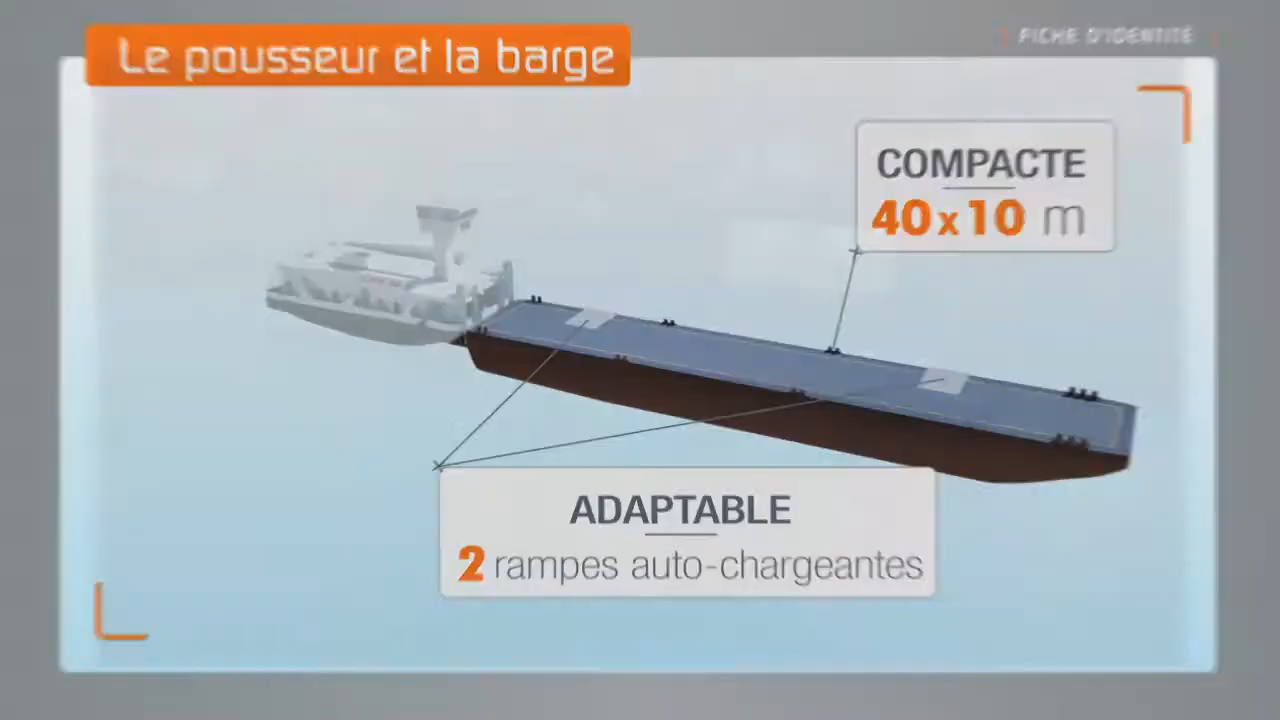 Le pousseur et la barge
FICHE D'IDENTITÉ
COMPACTE
40 x 10 m
ADAPTABLE
2 rampes auto-chargeantes